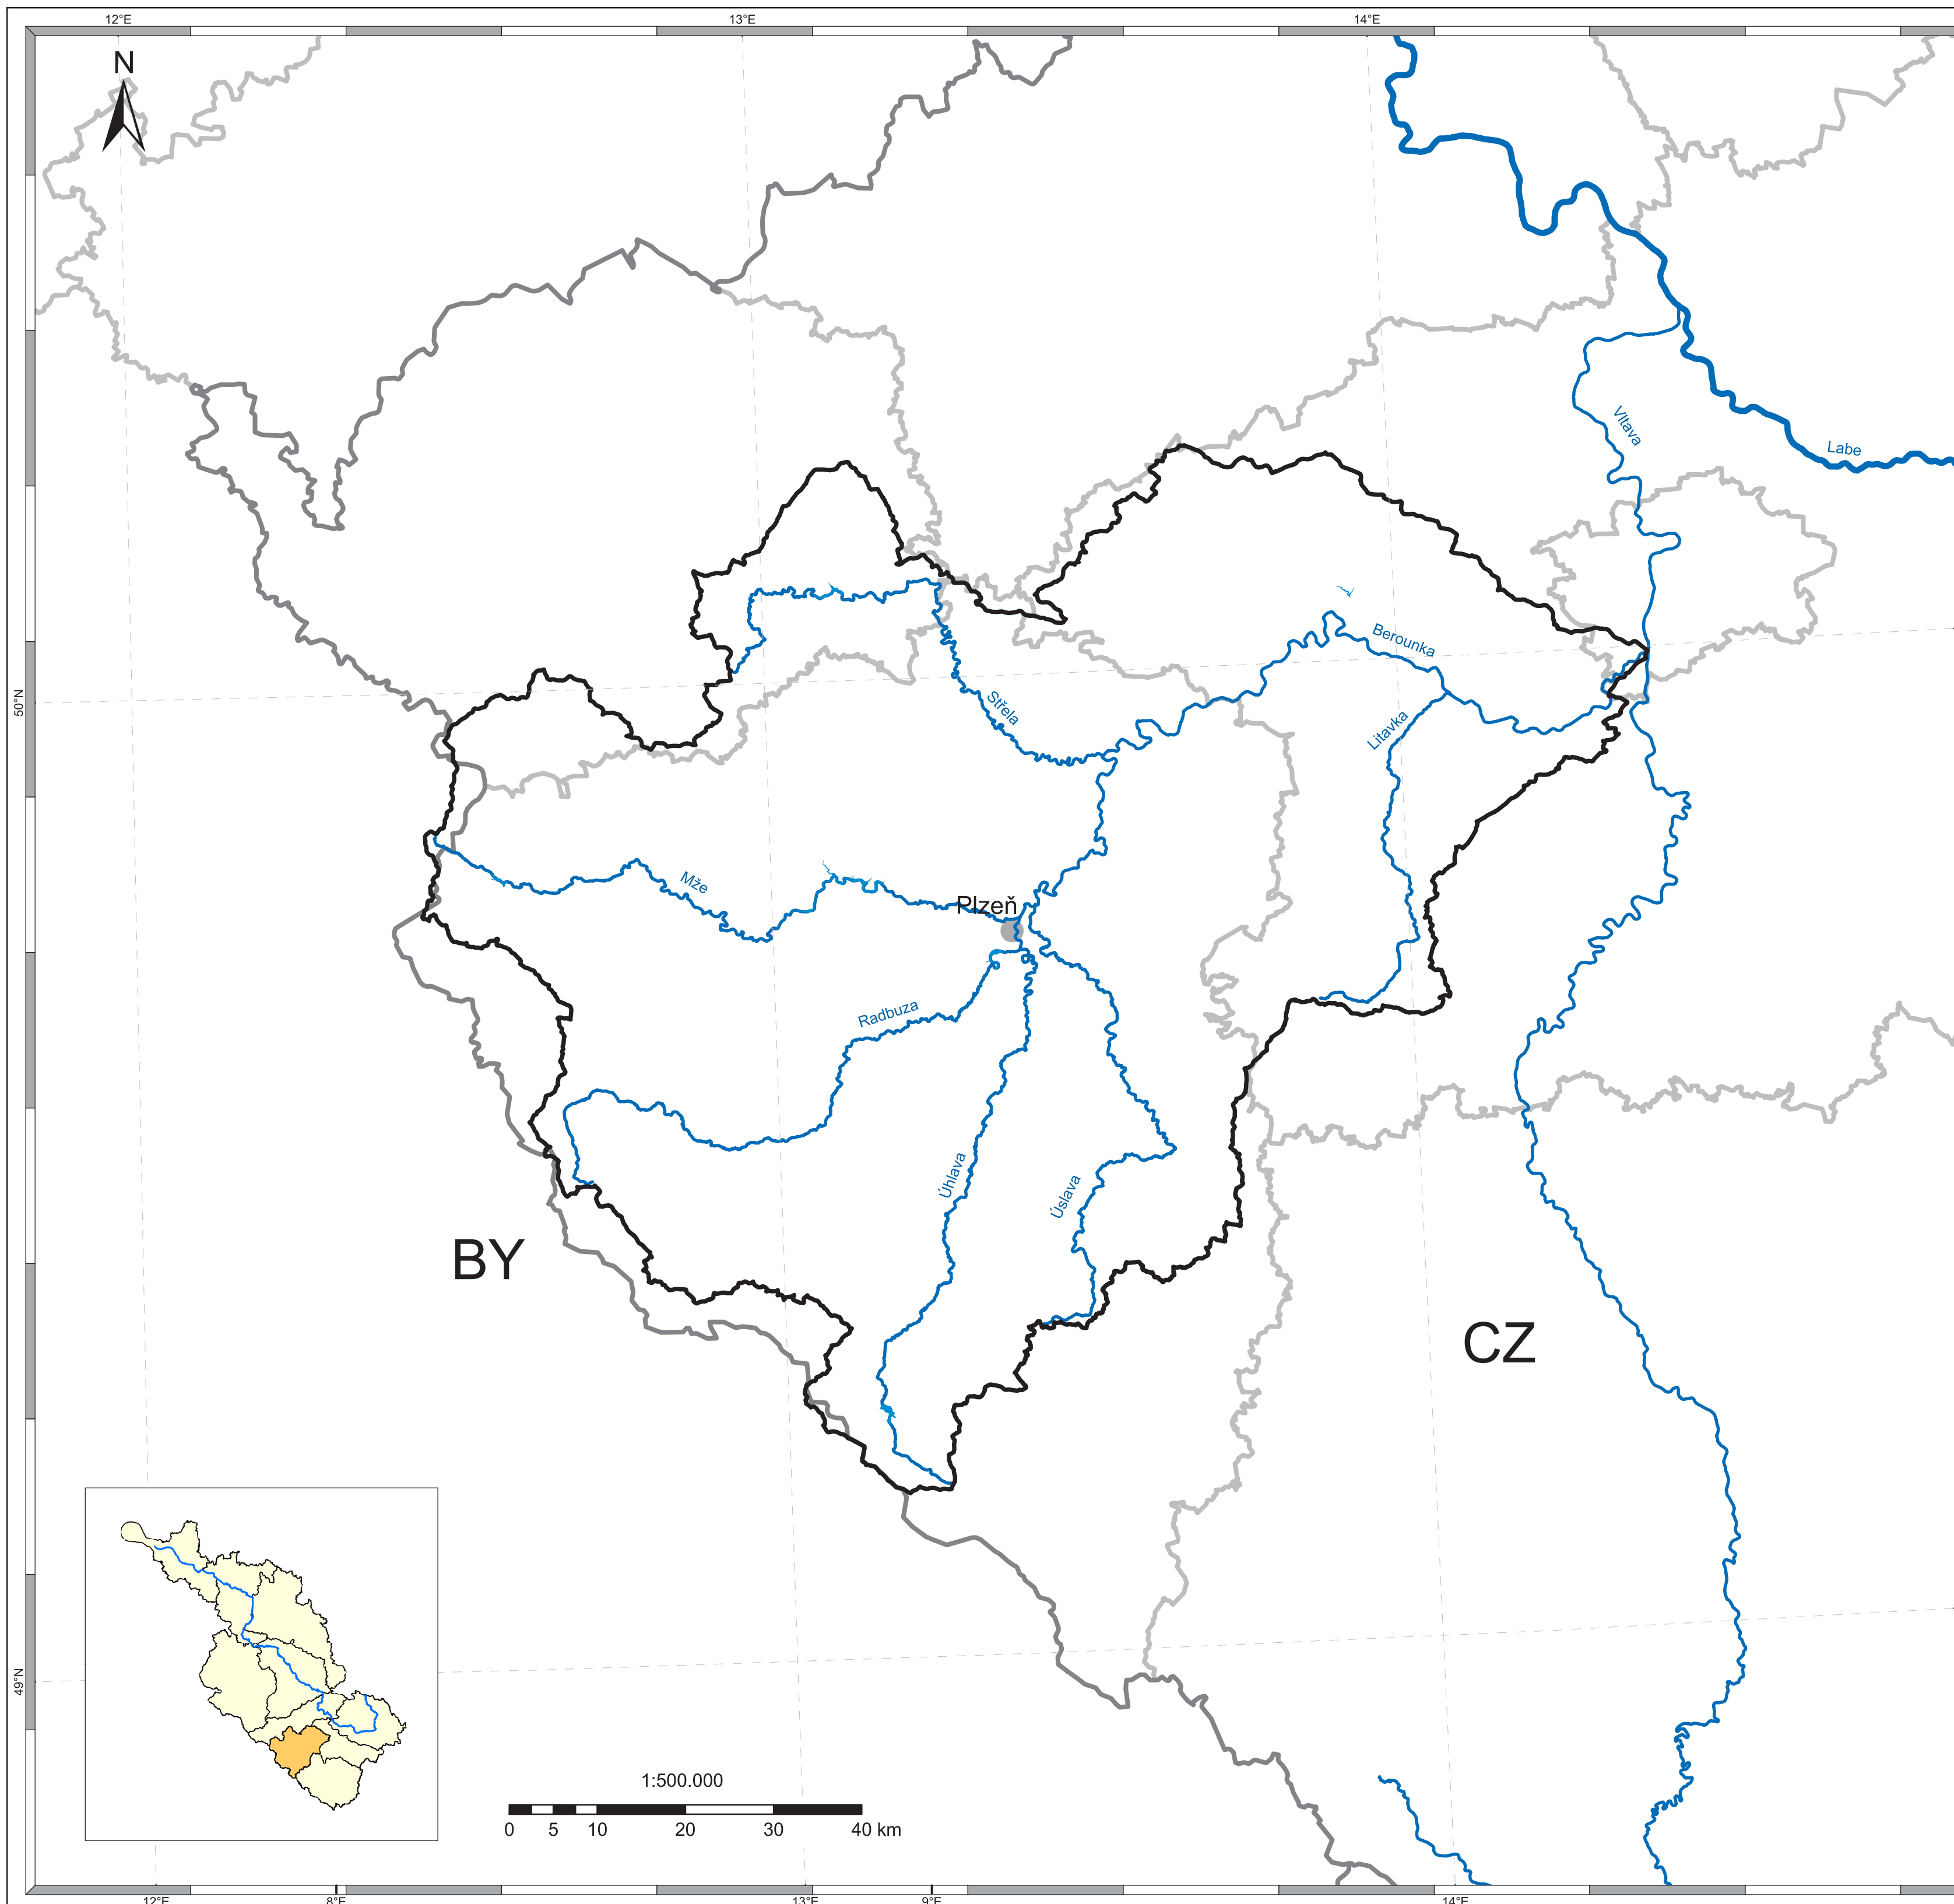 12°E
13°E
14°E
N
Vltava
Labe
Berounka
50°N
Střela
Litavka
Mže
Plzeň
Radbuza
Úhlava
Úslava
BY
CZ
49°N
1:500.000
0 5 10 20 30 40 km
12°E
8°E
13°E
9°E
14°E